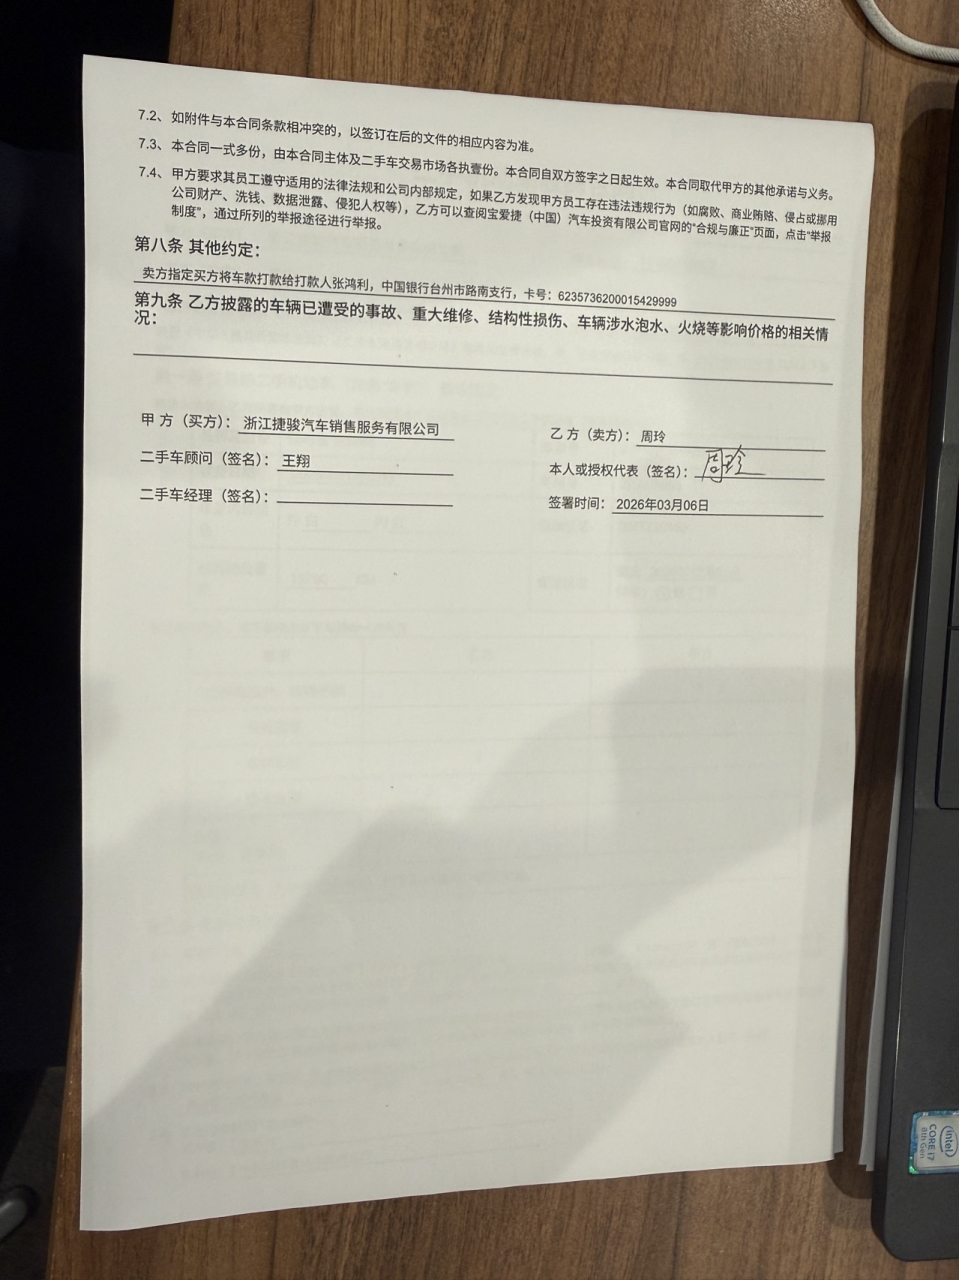 7.2、如附件与本合同条款相冲突的，以签订在后的文件的相应内容为准。
7.3、本合同一式多份，由本合同主体及二手车交易市场各执壹份。本合同自双方签字之日起生效。本合同取代甲方的其他承诺与义务。
7.4、甲方要求其员工遵守适用的法律法规和公司内部规定，如果乙方发现甲方员工存在违法违规行为（如腐败、商业贿赂、侵占或挪用
公司财产、洗钱、数据泄露、侵犯人权等），乙方可以查阅宝爱捷（中国）汽车投资有限公司官网的“合规与廉正”页面，点击“举报
制度”，通过所列的举报途径进行举报。
第八条 其他约定：
卖方指定买方将车款打款给打款人张鸿利，中国银行台州市路南支行，卡号：6235736200015429999
第九条 乙方披露的车辆已遭受的事故、重大维修、结构性损伤、车辆涉水泡水、火烧等影响价格的相关情
况：
甲 方（买方）：浙江捷骏汽车销售服务有限公司
乙 方（卖方）：周玲
二手车顾问（签名）：王翔
本人或授权代表（签名）：周玲
二手车经理（签名）：
签署时间：2026年03月06日
intel
CORE i7
8th Gen